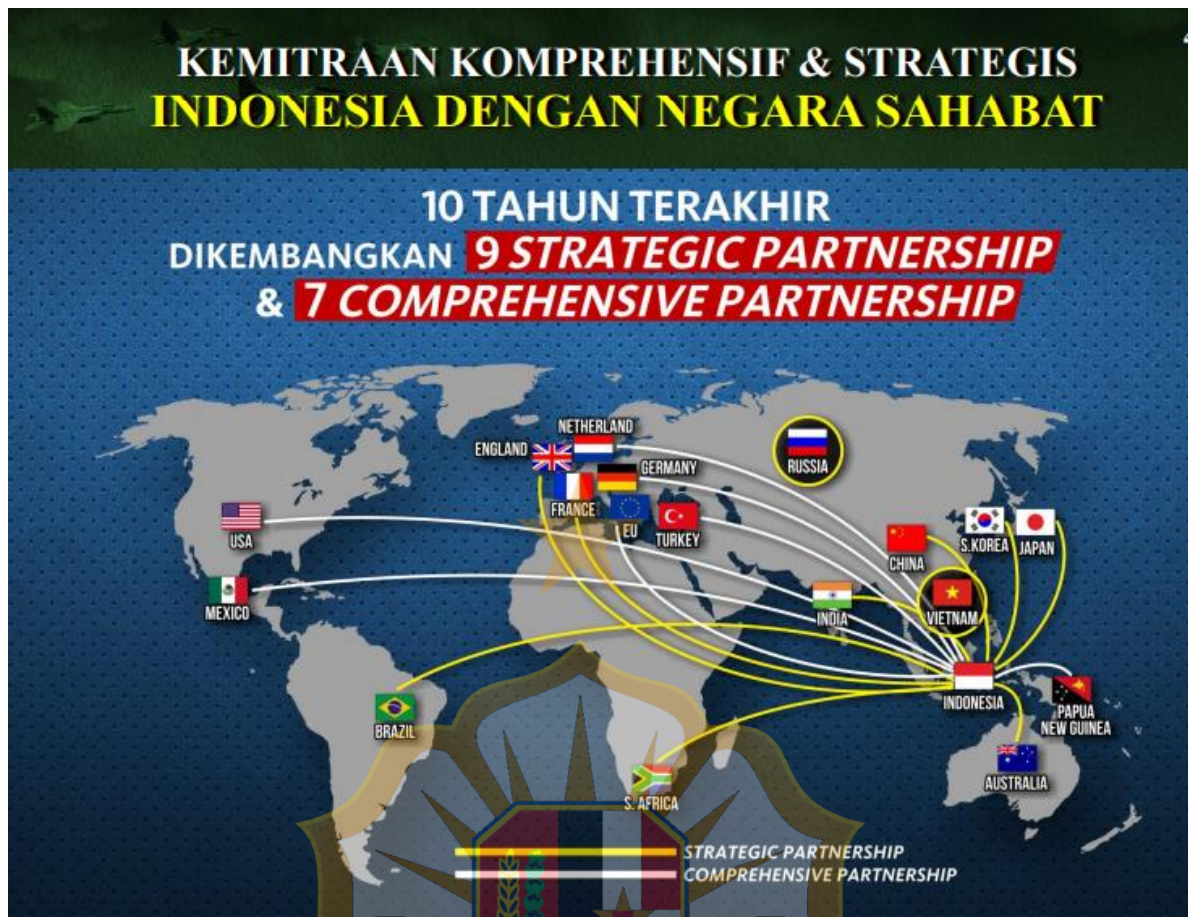 KEMITRAAN KOMPREHENSIF & STRATEGIS
INDONESIA DENGAN NEGARA SAHABAT
10 TAHUN TERAKHIR
DIKEMBANGKAN 9 STRATEGIC PARTNERSHIP
& 7 COMPREHENSIVE PARTNERSHIP
NETHERLAND
ENGLAND
GERMANY
RUSSIA
FRANCE
EU
TURKEY
USA
CHINA
S.KOREA
JAPAN
MEXICO
INDIA
VIETNAM
INDONESIA
BRAZIL
PAPUA
NEW GUINEA
AUSTRALIA
S. AFRICA
STRATEGIC PARTNERSHIP
COMPREHENSIVE PARTNERSHIP